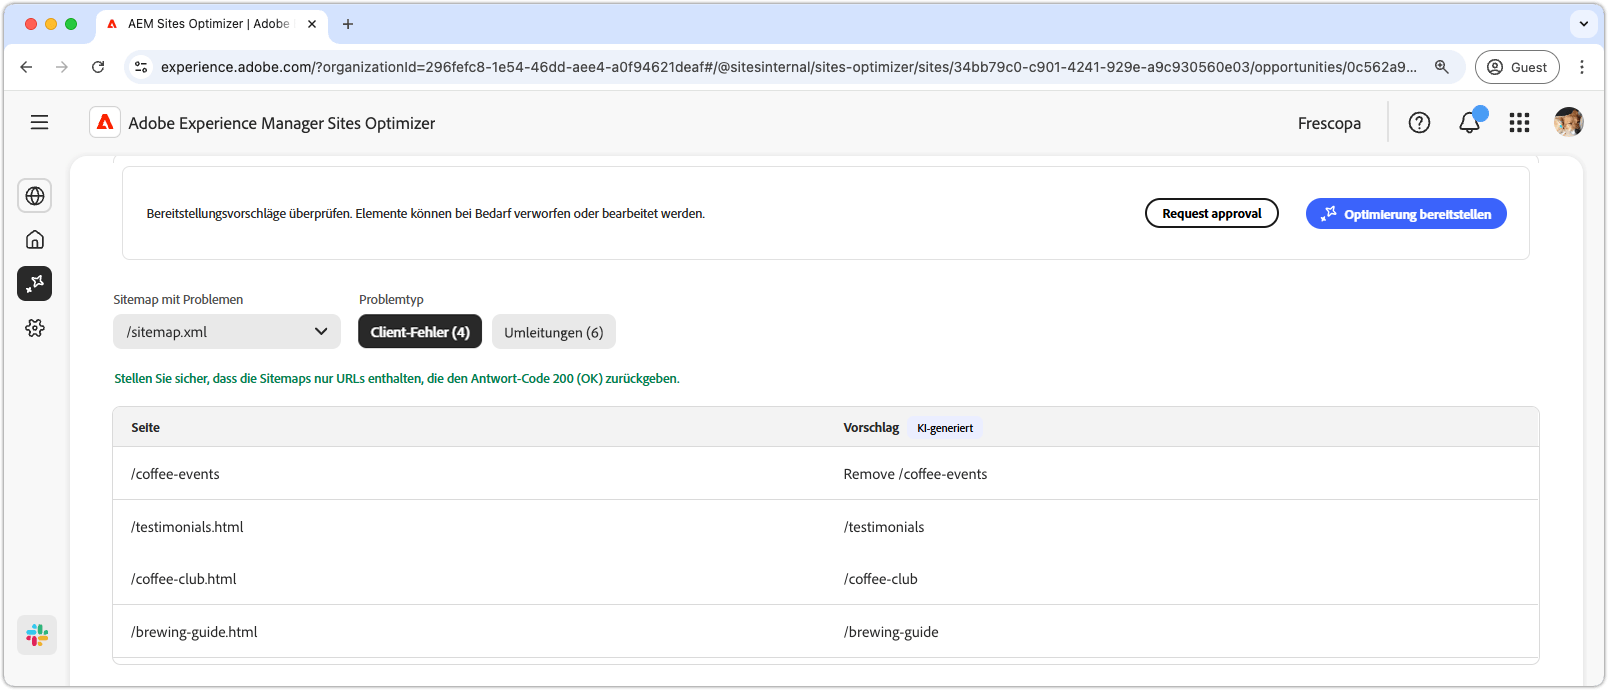 AEM Sites Optimizer | Adobe
experience.adobe.com/?organizationId=296fefc8-1e54-46dd-aee4-a0f94621deaf#/@sitesinternal/sites-optimizer/sites/34bb79c0-c901-4241-929e-a9c930560e03/opportunities/0c562a9...
Guest
Adobe Experience Manager Sites Optimizer
Frescopa
Bereitstellungsvorschläge überprüfen. Elemente können bei Bedarf verworfen oder bearbeitet werden.
Request approval
Optimierung bereitstellen
Sitemap mit Problemen
Problemtyp
/sitemap.xml
Client-Fehler (4)
Umleitungen (6)
Stellen Sie sicher, dass die Sitemaps nur URLs enthalten, die den Antwort-Code 200 (OK) zurückgeben.
Seite
Vorschlag
KI-generiert
/coffee-events
Remove /coffee-events
/testimonials.html
/testimonials
/coffee-club.html
/coffee-club
/brewing-guide.html
/brewing-guide